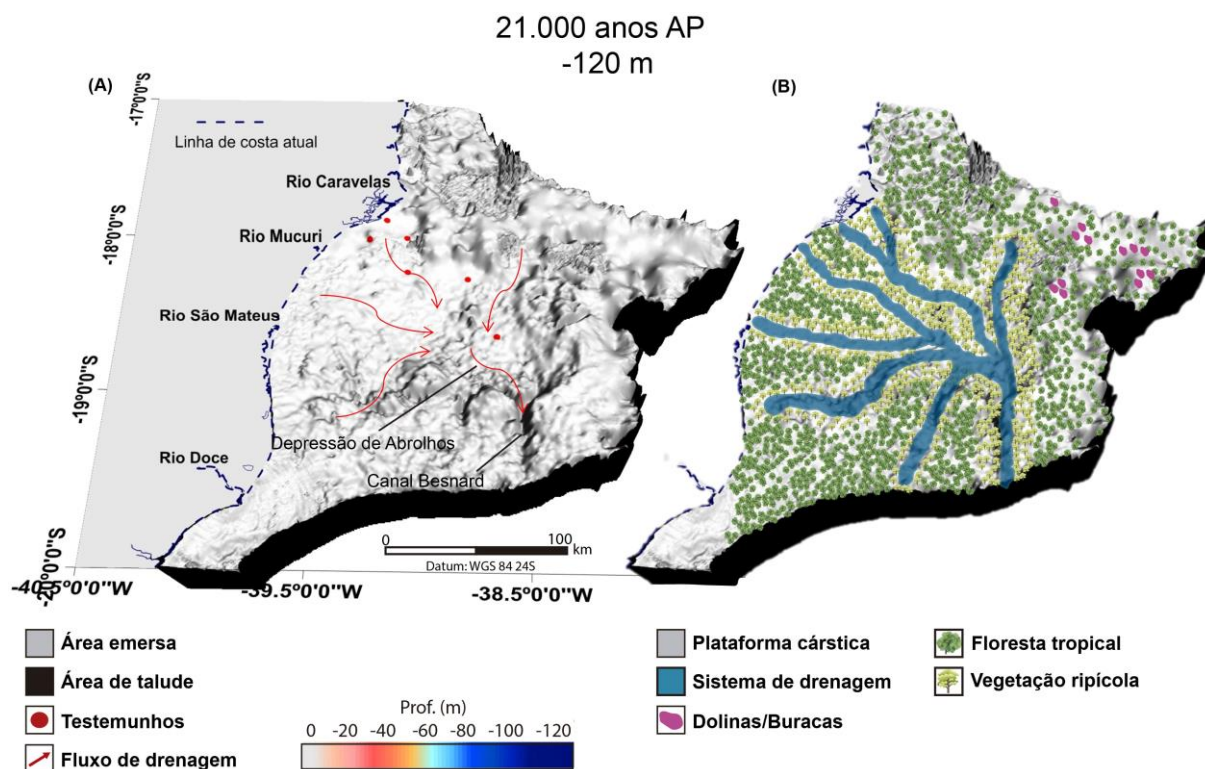 21.000 anos AP
-120 m
(A)
(B)
-17º0'0"S
Linha de costa atual
Rio Caravelas
Rio Mucuri
-18º0'0"S
Rio São Mateus
-19º0'0"S
Depressão de Abrolhos
Rio Doce
Canal Besnard
0 100 km
Datum: WGS 84 24S
-40.5º0'0"W
-39.5º0'0"W
-38.5º0'0"W
Área emersa
Área de talude
Testemunhos
Fluxo de drenagem
Prof. (m)
0 -20 -40 -60 -80 -100 -120
Plataforma cárstica
Sistema de drenagem
Dolinas/Buracas
Floresta tropical
Vegetação ripícola